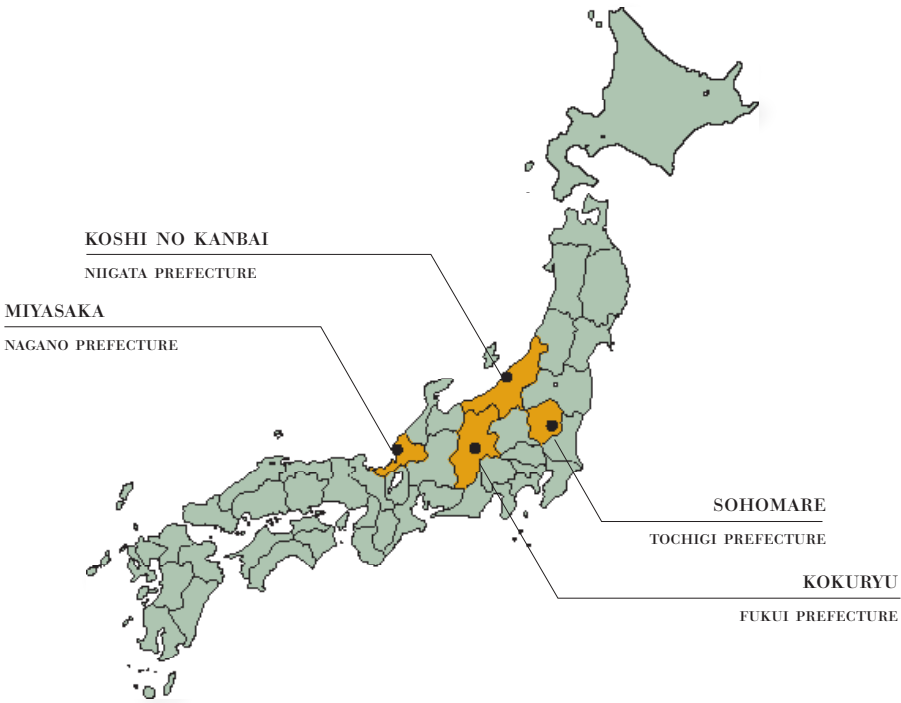 KOSHI NO KANBAI
NIIGATA PREFECTURE
MIYASAKA
NAGANO PREFECTURE
SOHOMARE
TOCHIGI PREFECTURE
KOKURYU
FUKUI PREFECTURE